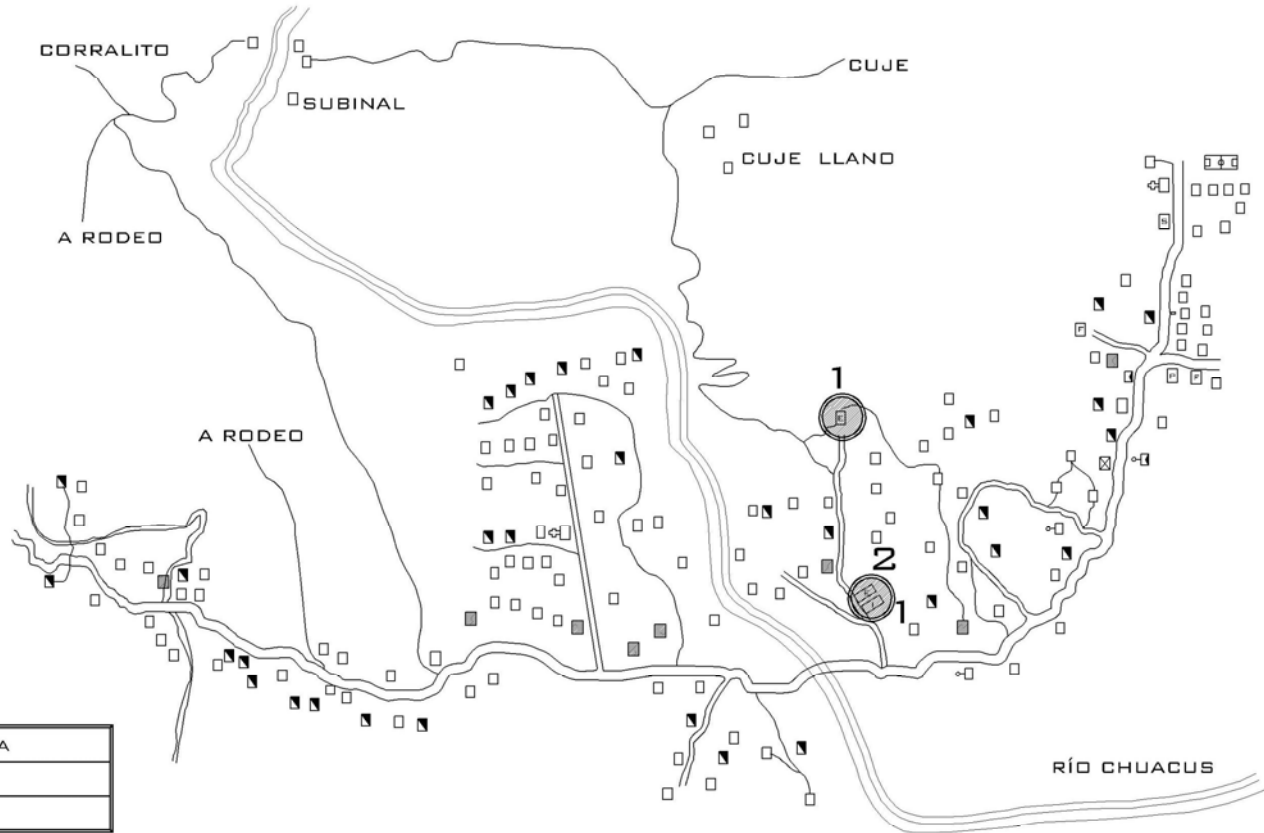 CORRALITO
CUJE
SUBINAL
CUJE LLANO
A RODEO
S
F
P F
1
E
A RODEO
2
1
A
RÍO CHUACUS